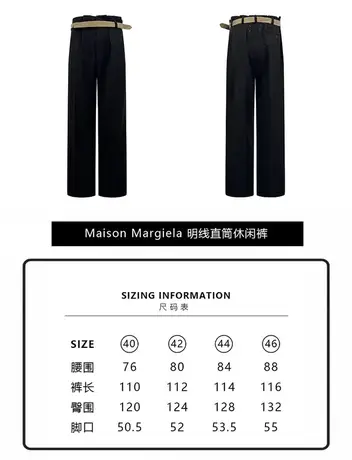 Maison Margiela 明线直筒休闲裤
SIZING INFORMATION
尺码表
SIZE 40 42 44 46
腰围 76 80 84 88
裤长 110 112 114 116
臀围 120 124 128 132
脚口 50.5 52 53.5 55